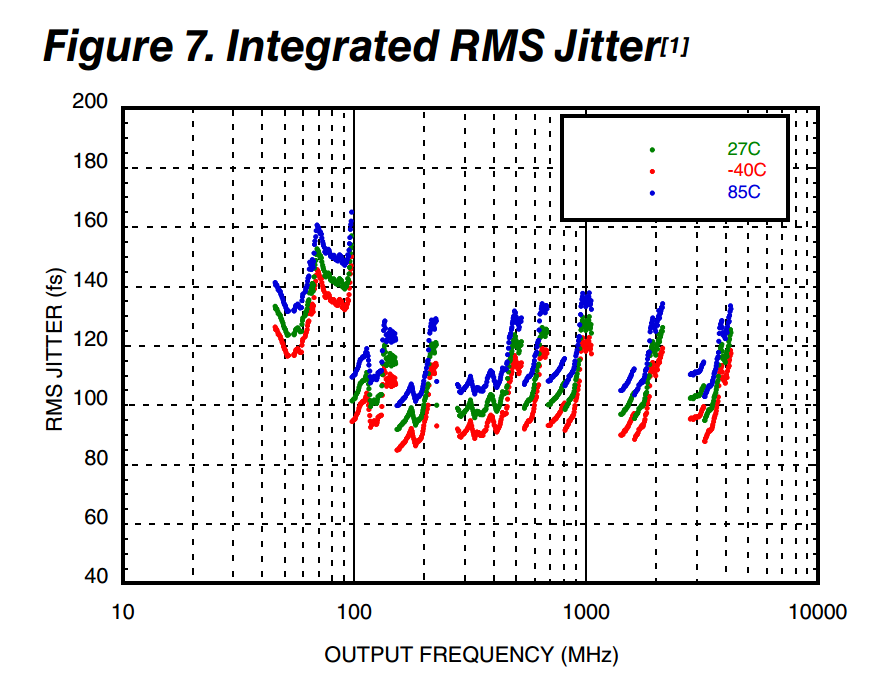 Figure 7. Integrated RMS Jitter[1]
200
180
160
140
120
100
80
60
40
RMS JITTER (fs)
27C
-40C
85C
10
100
1000
10000
OUTPUT FREQUENCY (MHz)